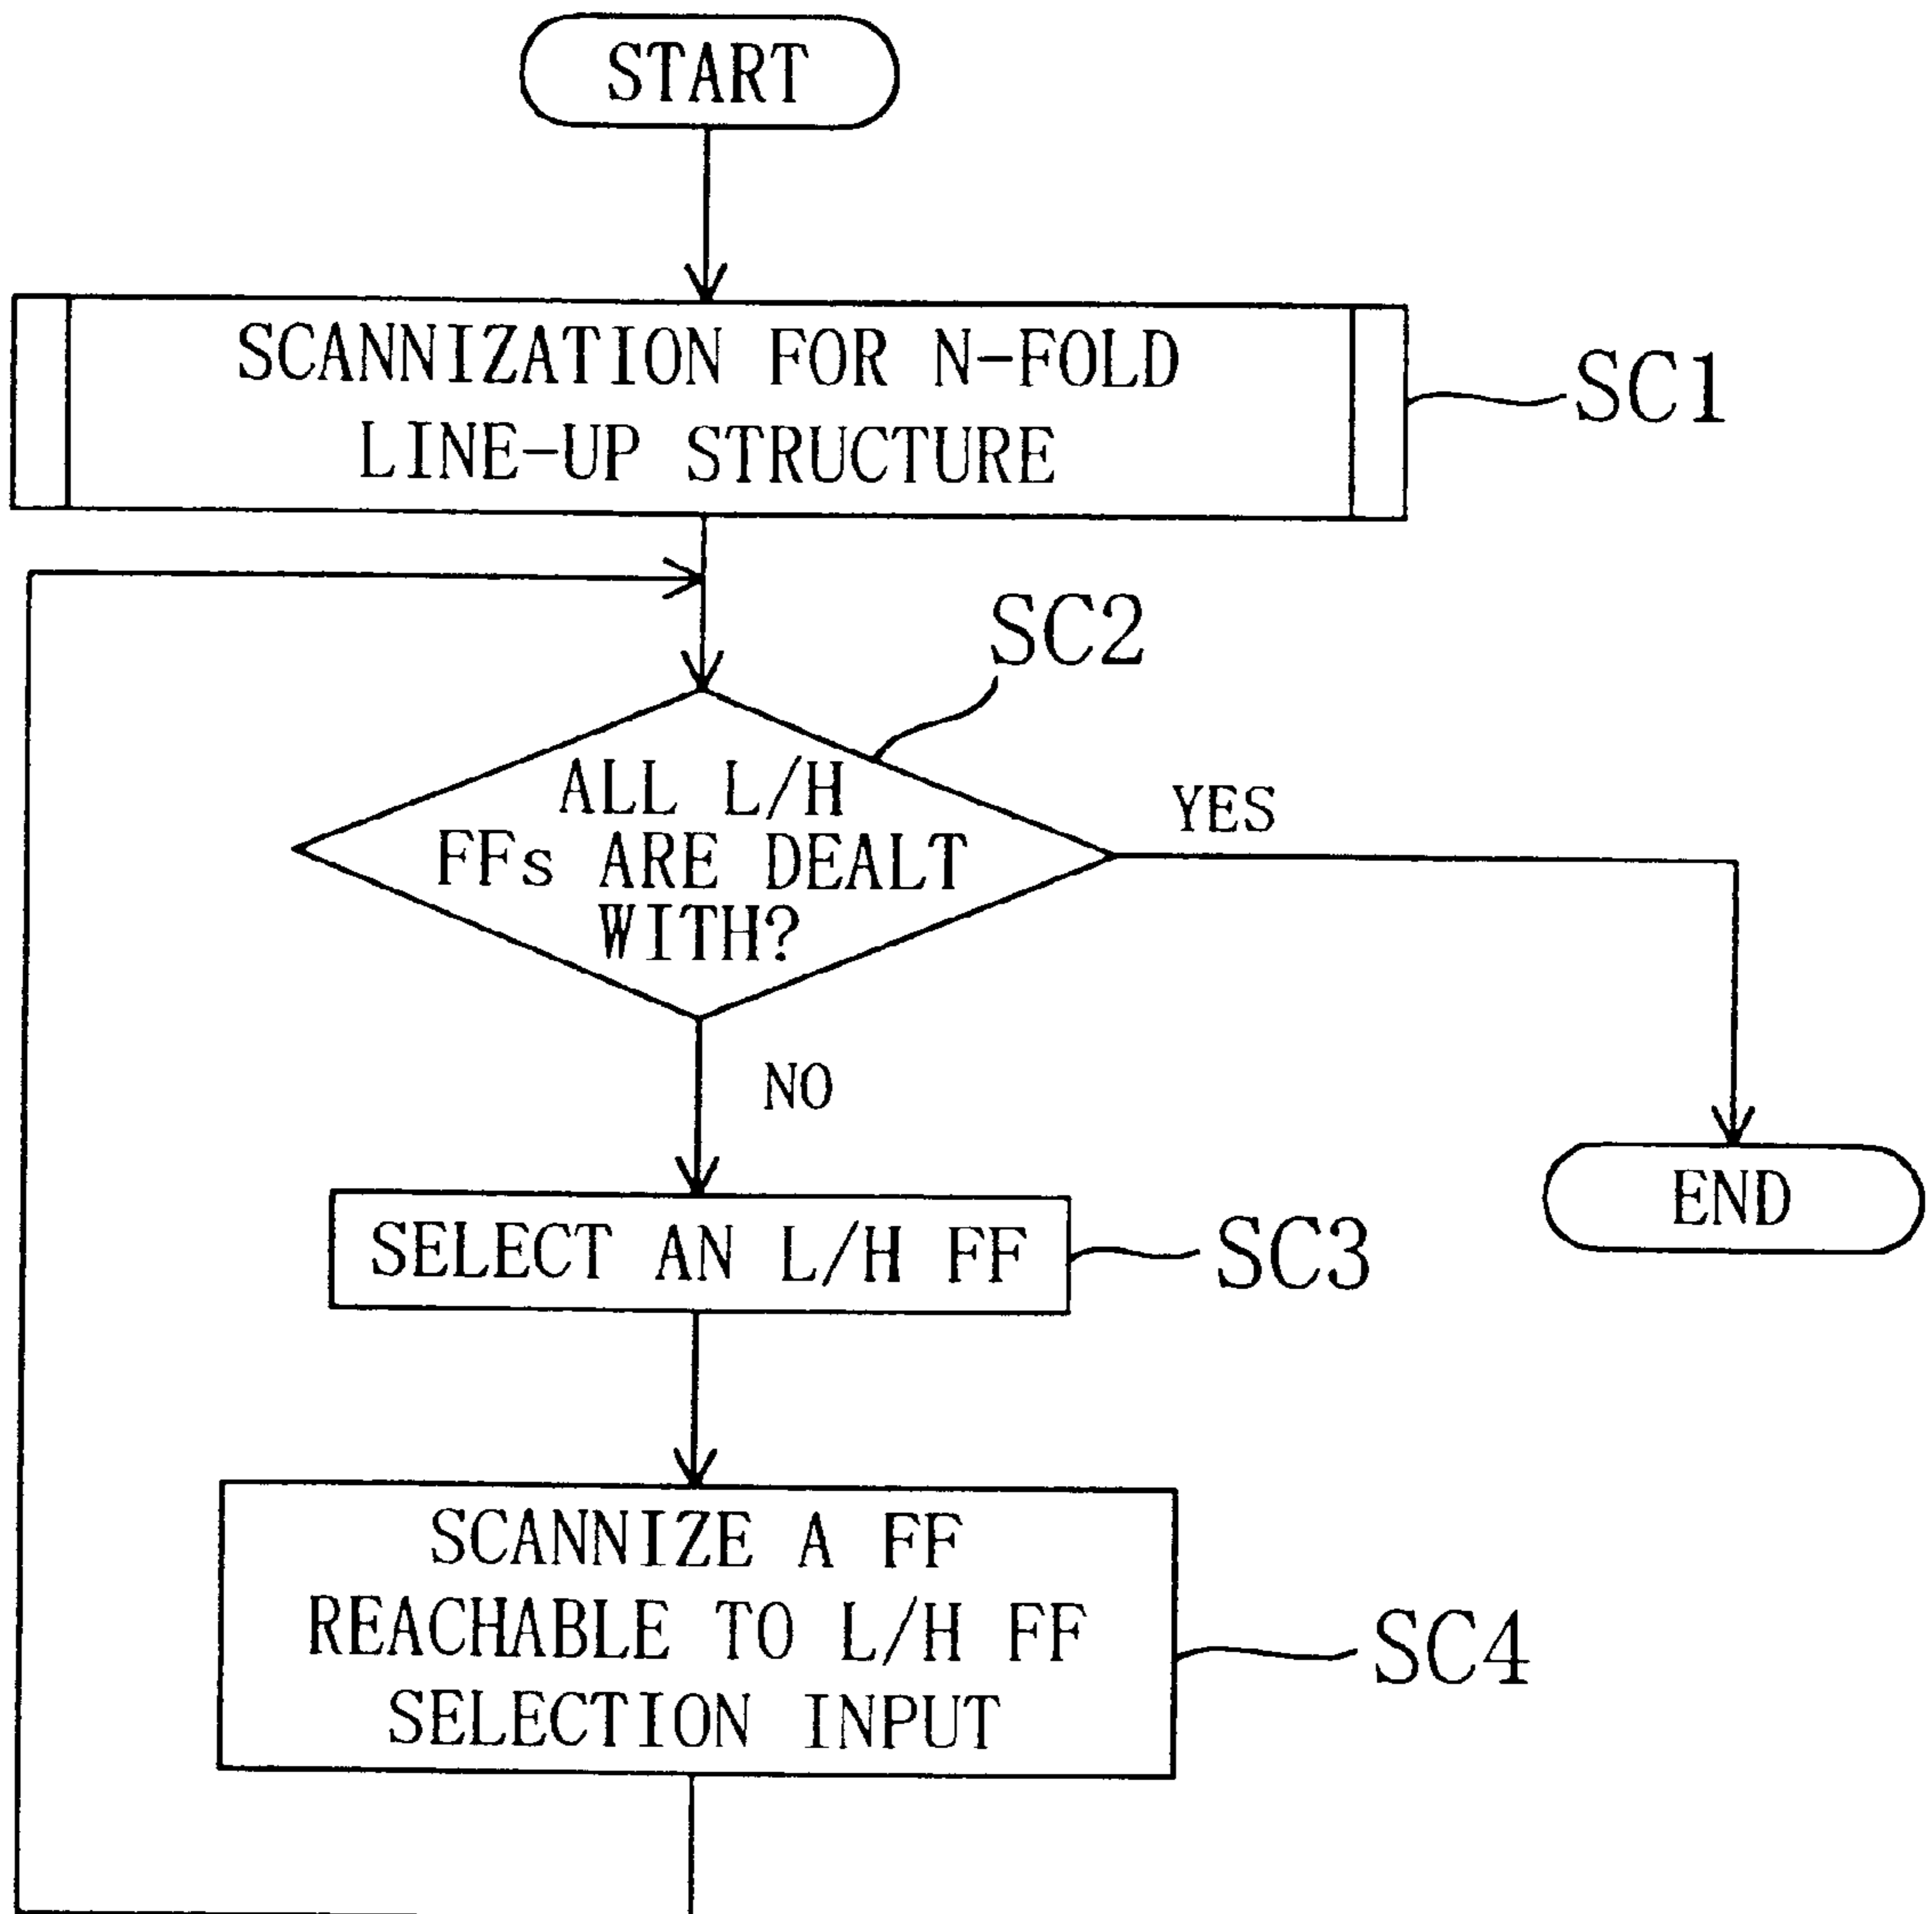 START
SCANNIZATION FOR N-FOLD
LINE-UP STRUCTURE
SC1
SC2
ALL L/H
FFs ARE DEALT
WITH?
YES
NO
END
SELECT AN L/H FF
SC3
SCANNIZE A FF
REACHABLE TO L/H FF
SELECTION INPUT
SC4